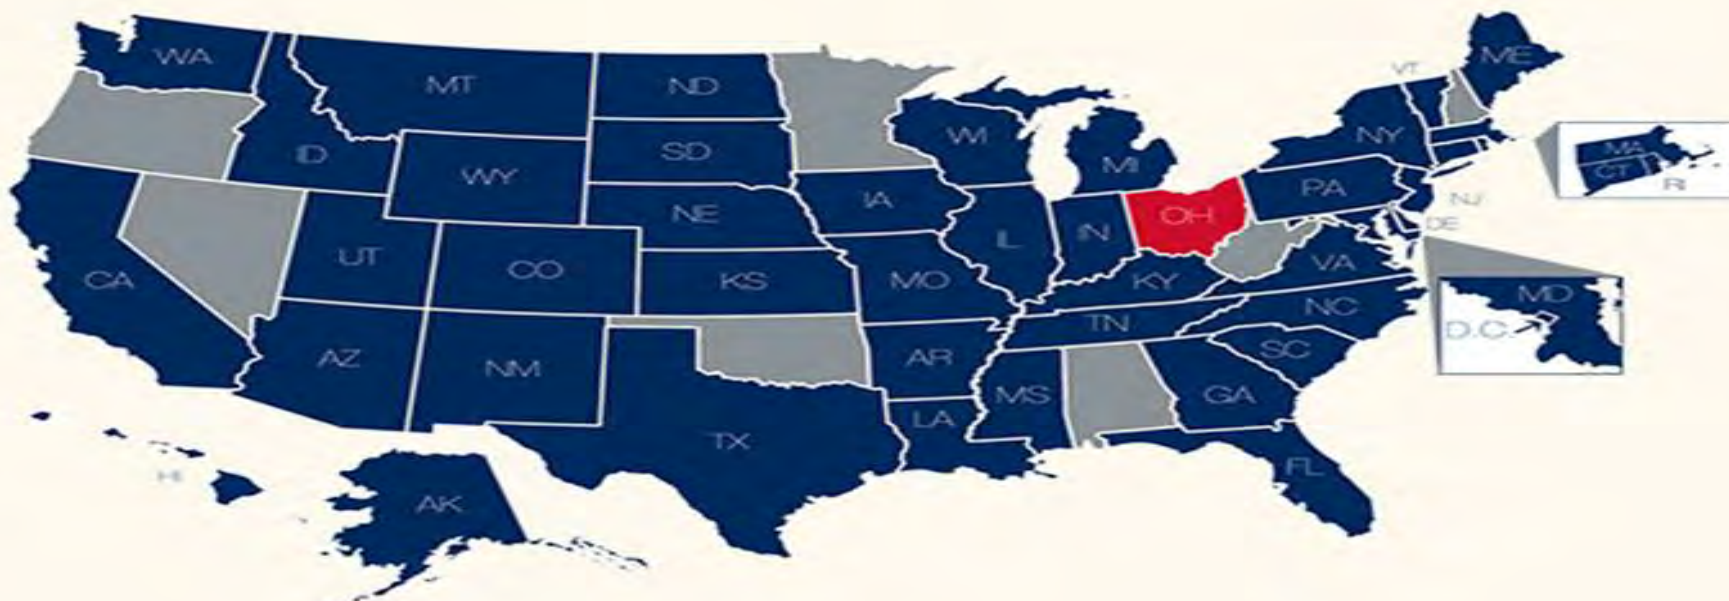 WA
MT
ND
ME
VT
ID
WY
SD
WI
MI
NY
MA
CT
RI
NE
IA
PA
NJ
OH
DE
UT
CO
KS
MO
IL
IN
KY
VA
MD
D.C.
CA
AZ
NM
AR
TN
NC
SC
MS
GA
LA
TX
FL
HI
AK